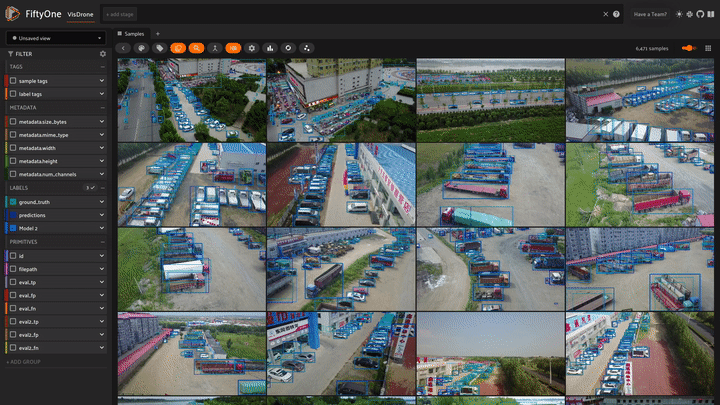 FiftyOne VisDrone + add stage Have a Team?
Unsaved view
Samples +
FILTER
6,471 samples
TAGS
sample tags
label tags
METADATA
metadata.size_bytes
metadata.mime_type
metadata.width
metadata.height
metadata.num_channels
LABELS 3
ground_truth
predictions
Model 2
PRIMITIVES
id
filepath
eval_tp
eval_fp
eval_fn
eval2_tp
eval2_fp
eval2_fn
+ ADD GROUP